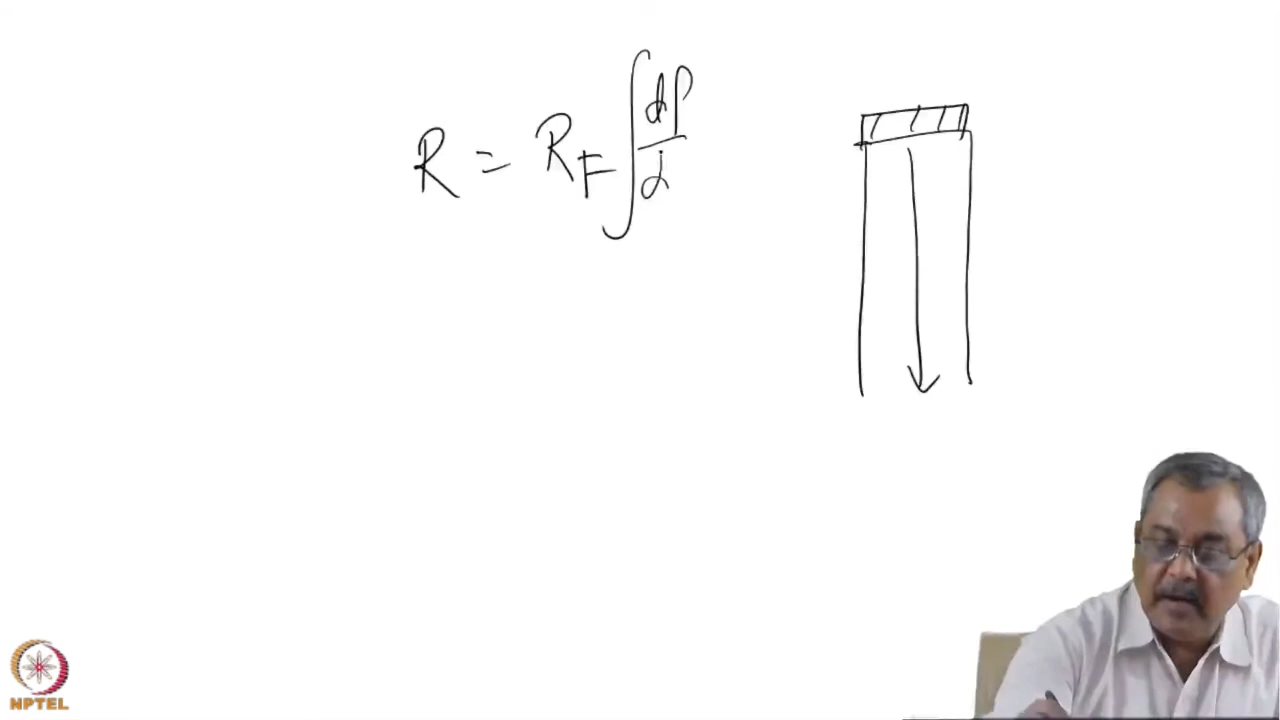 R = R_F ∫ dP/α
NPTEL